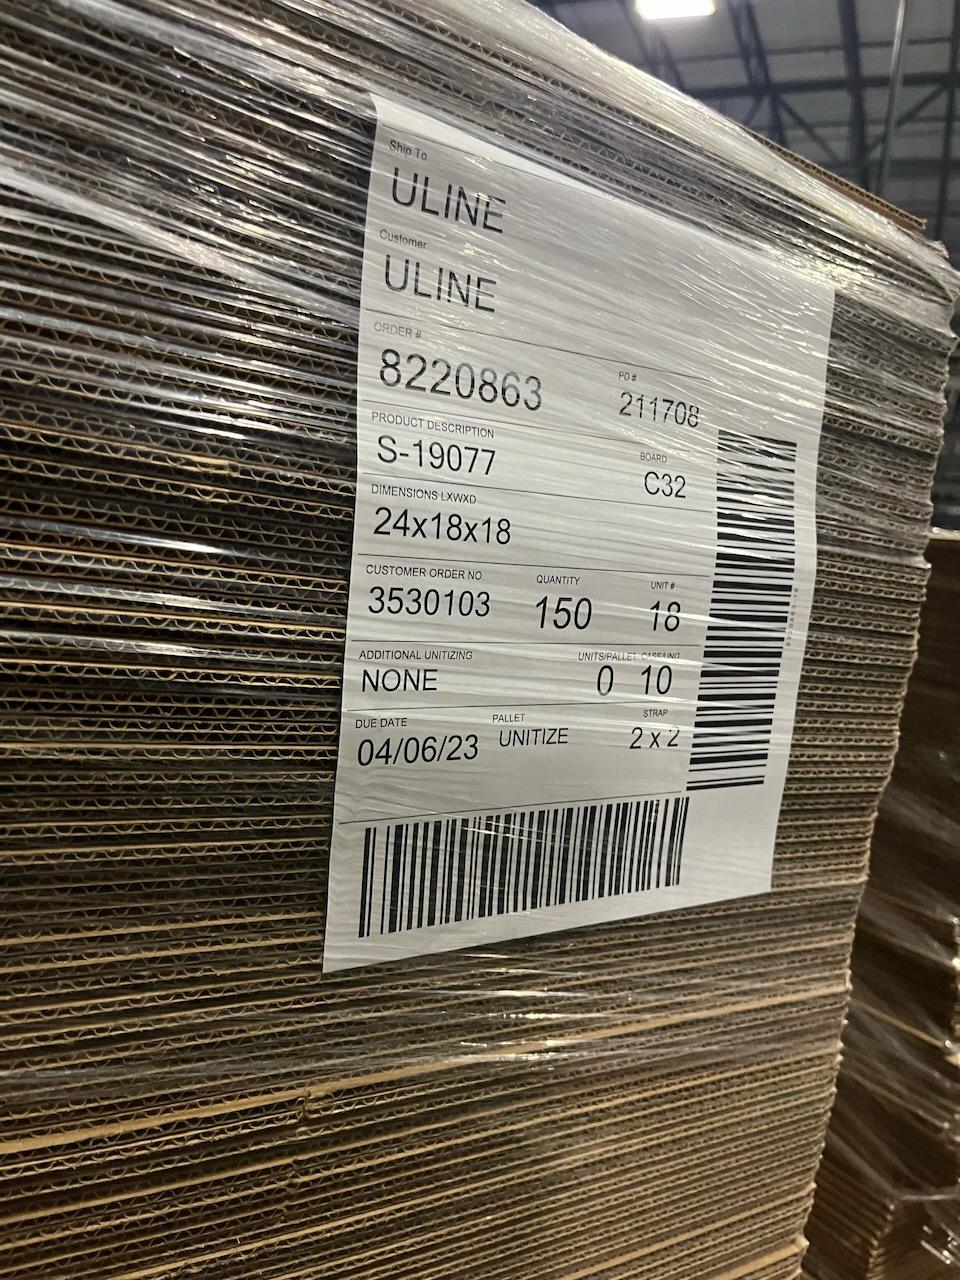 Ship To
ULINE
Customer
ULINE
ORDER #
8220863
PO #
211708
PRODUCT DESCRIPTION
S-19077
BOARD
C32
DIMENSIONS LXWXD
24x18x18
CUSTOMER ORDER NO.
3530103
QUANTITY
150
UNIT #
18
ADDITIONAL UNITIZING
NONE
UNITS/PALLET
0
CASE/UNIT
10
DUE DATE
04/06/23
PALLET
UNITIZE
STRAP
2 x 2